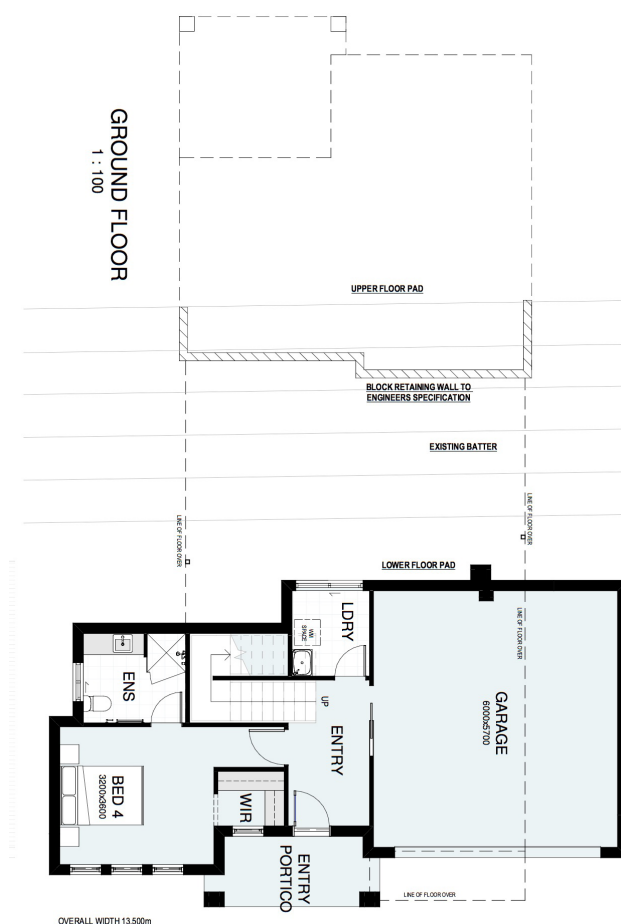 GROUND FLOOR
1 : 100
UPPER FLOOR PAD
BLOCK RETAINING WALL TO
ENGINEERS SPECIFICATION
EXISTING BATTER
LINE OF FLOOR OVER
LINE OF FLOOR OVER
LOWER FLOOR PAD
LINE OF FLOOR OVER
LDRY
WM
SPACE
ENS
UP
ENTRY
GARAGE
6000x5700
BED 4
3200x3600
WIR
ENTRY
PORTICO
LINE OF FLOOR OVER
OVERALL WIDTH 13.500m